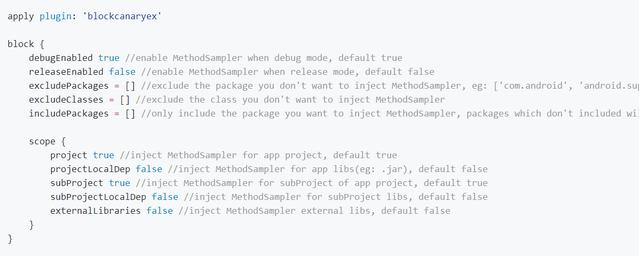 apply plugin: 'blockcanaryex'
block {
debugEnabled true //enable MethodSampler when debug mode, default true
releaseEnabled false //enable MethodSampler when release mode, default false
excludePackages = [] //exclude the package you don't want to inject MethodSampler, eg: ['com.android', 'android.sup
excludeClasses = [] //exclude the class you don't want to inject MethodSampler
includePackages = [] //only include the package you want to inject MethodSampler, packages which don't included wi
scope {
project true //inject MethodSampler for app project, default true
projectLocalDep false //inject MethodSampler for app libs(eg: .jar), default false
subProject true //inject MethodSampler for subProject of app project, default true
subProjectLocalDep false //inject MethodSampler for subProject libs, default false
externalLibraries false //inject MethodSampler external libs, default false
}
}